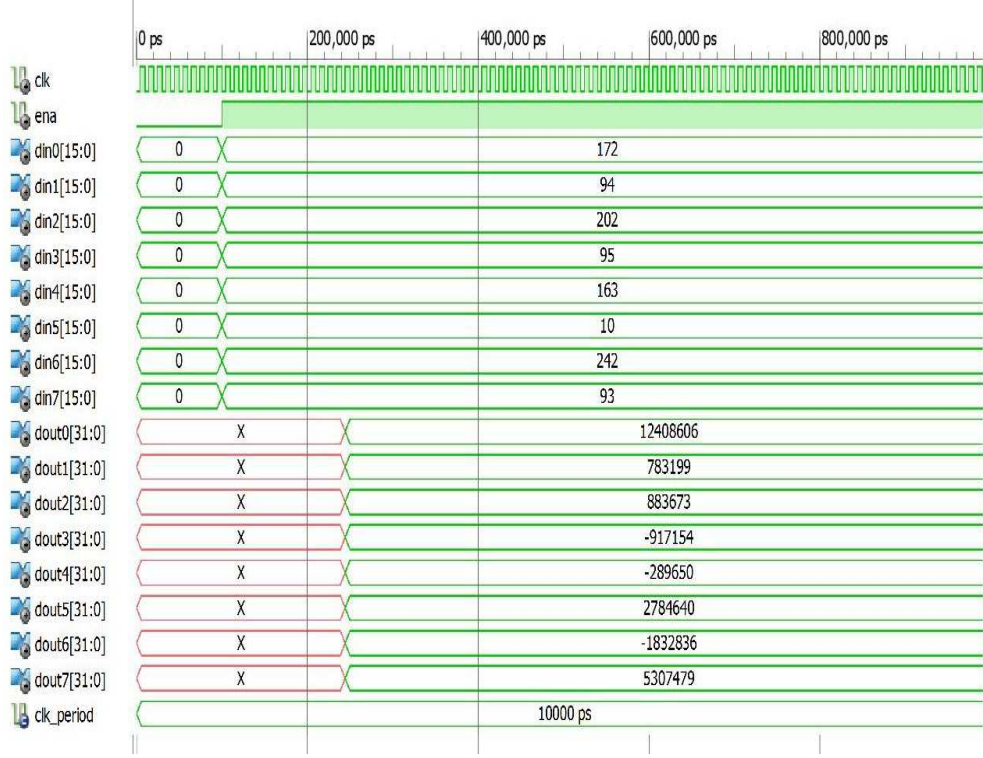 0 ps 200,000 ps 400,000 ps 600,000 ps 800,000 ps
clk
ena
din0[15:0] 0 172
din1[15:0] 0 94
din2[15:0] 0 202
din3[15:0] 0 95
din4[15:0] 0 163
din5[15:0] 0 10
din6[15:0] 0 242
din7[15:0] 0 93
dout0[31:0] X 12408606
dout1[31:0] X 783199
dout2[31:0] X 883673
dout3[31:0] X -917154
dout4[31:0] X -289650
dout5[31:0] X 2784640
dout6[31:0] X -1832836
dout7[31:0] X 5307479
clk_period 10000 ps